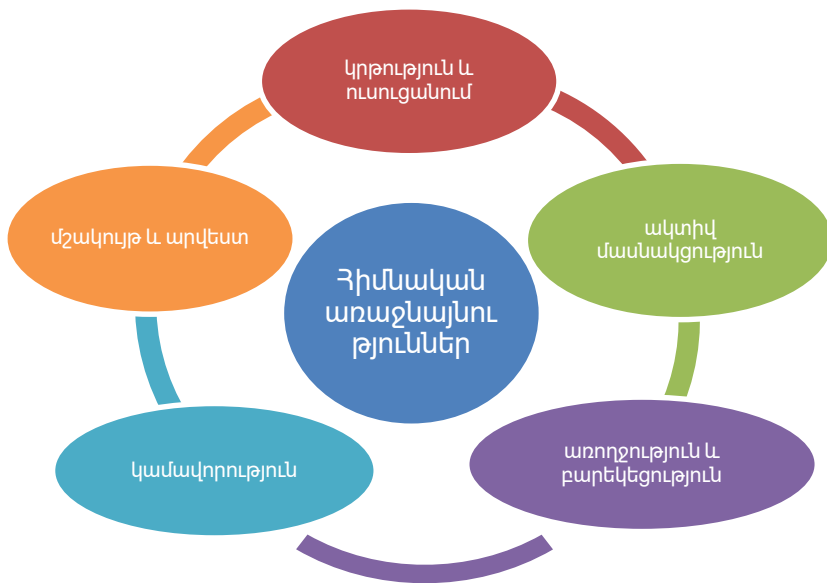 կրթություն և
ուսուցանում
մշակույթ և արվեստ
ակտիվ
մասնակցություն
Հիմնական
առաջնայնու
թյուններ
կամավորություն
առողջություն և
բարեկեցություն